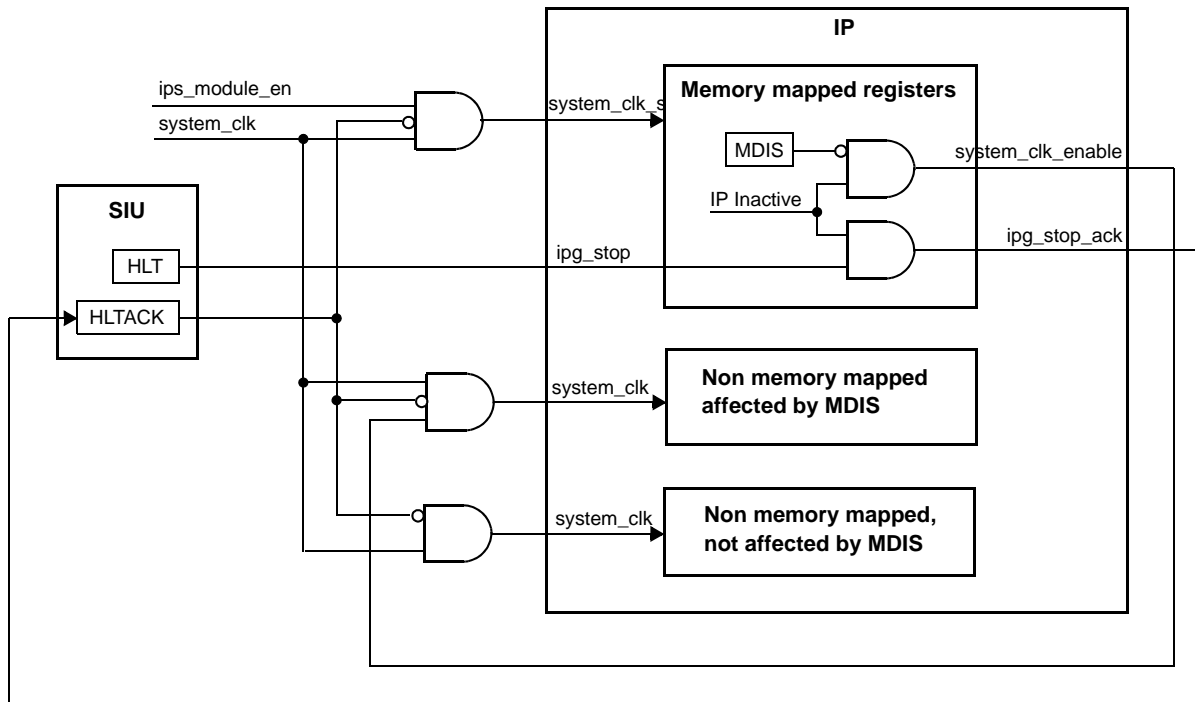 IP
ips_module_en
system_clk
system_clk_s
Memory mapped registers
MDIS
system_clk_enable
IP Inactive
SIU
HLT
ipg_stop
ipg_stop_ack
HLTACK
system_clk
Non memory mapped
affected by MDIS
system_clk
Non memory mapped,
not affected by MDIS